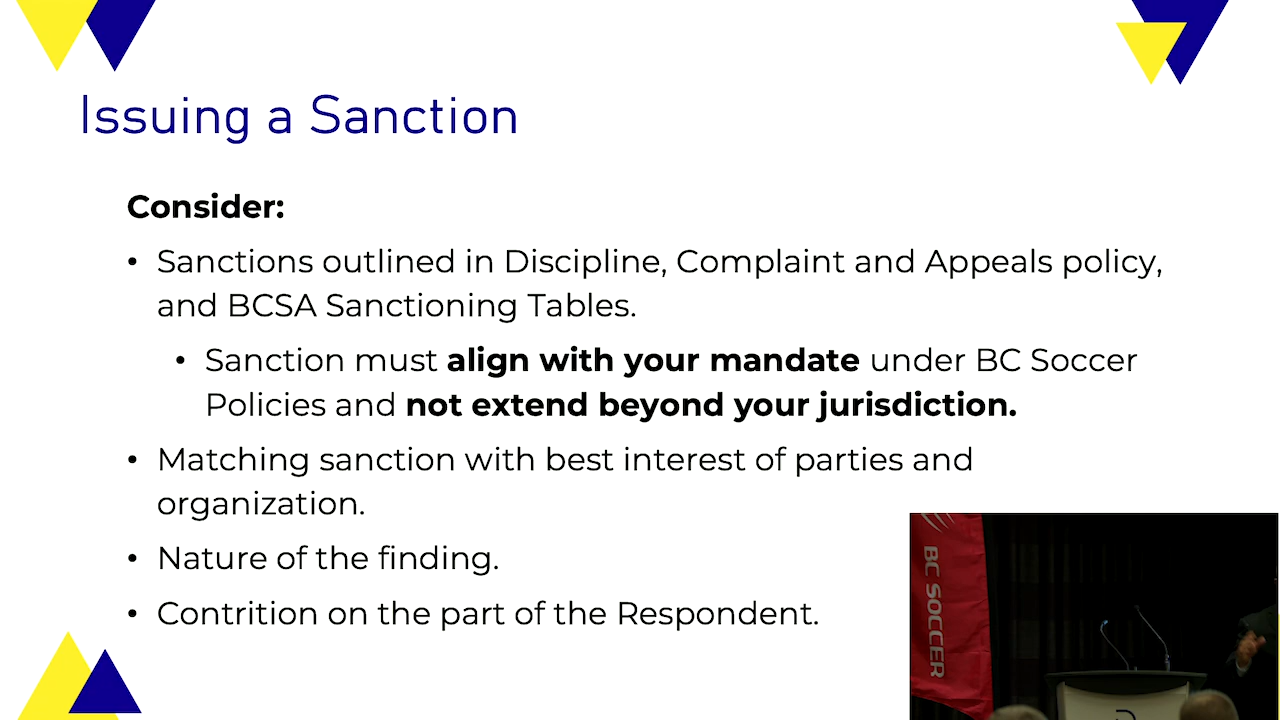 Issuing a Sanction
Consider:
• Sanctions outlined in Discipline, Complaint and Appeals policy,
and BCSA Sanctioning Tables.
• Sanction must align with your mandate under BC Soccer
Policies and not extend beyond your jurisdiction.
• Matching sanction with best interest of parties and
organization.
• Nature of the finding.
• Contrition on the part of the Respondent.
BC SOCCER